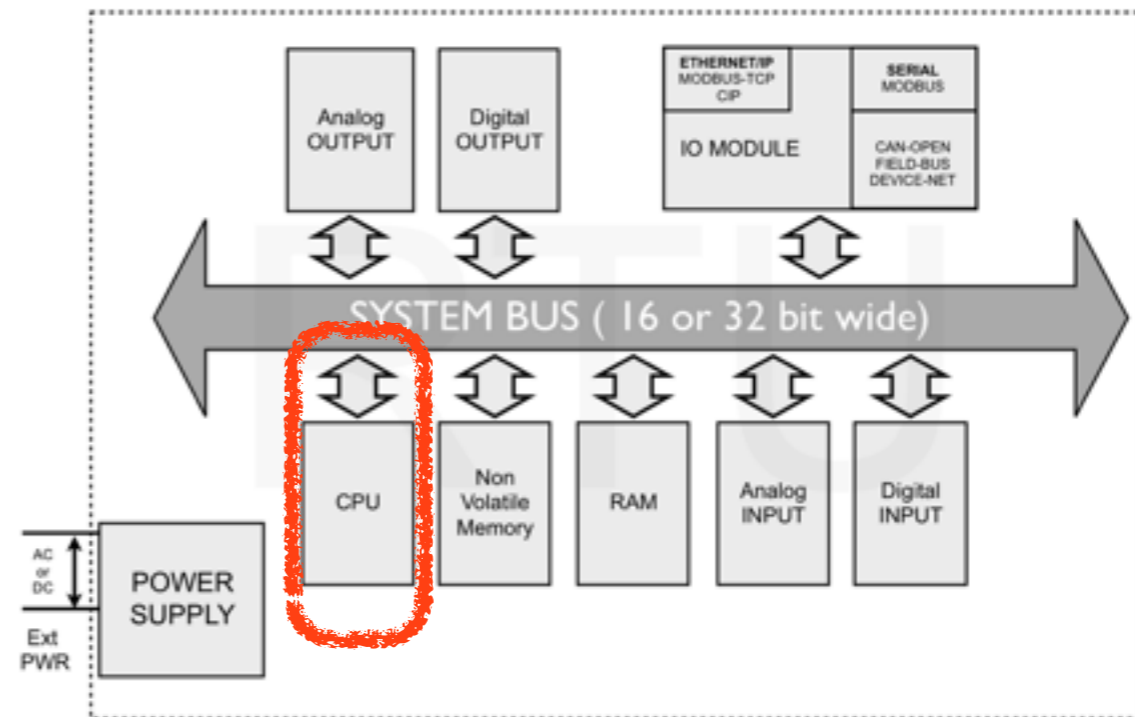 Analog
OUTPUT
Digital
OUTPUT
ETHERNET/IP
MODBUS-TCP
CIP
SERIAL
MODBUS
IO MODULE
CAN-OPEN
FIELD-BUS
DEVICE-NET
RTU
SYSTEM BUS ( 16 or 32 bit wide)
CPU
Non
Volatile
Memory
RAM
Analog
INPUT
Digital
INPUT
AC
or
DC
POWER
SUPPLY
Ext
PWR